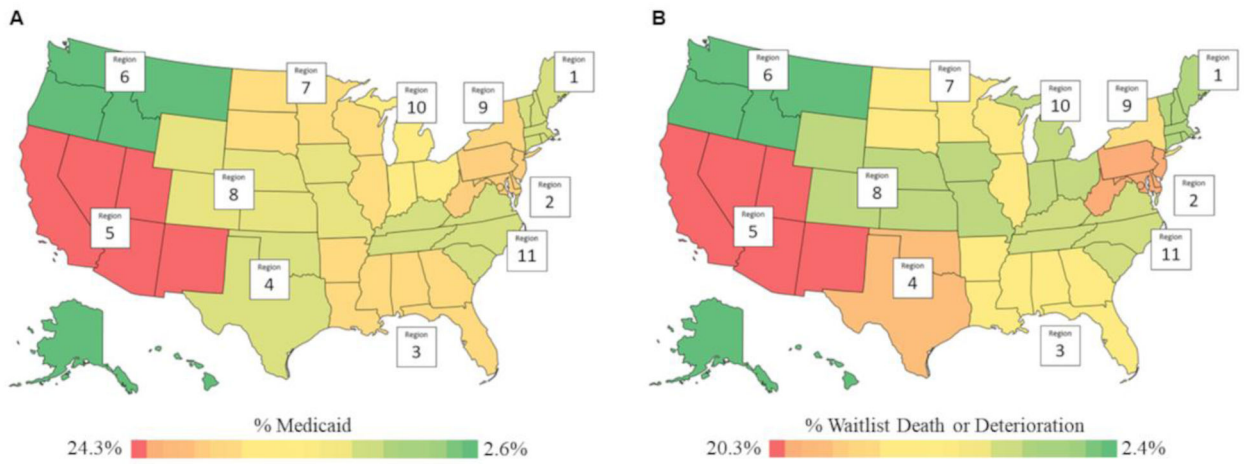 A
Region
6
Region
7
Region
10
Region
9
Region
1
Region
8
Region
2
Region
5
Region
4
Region
11
Region
3
% Medicaid
24.3%
2.6%
B
Region
6
Region
7
Region
10
Region
9
Region
1
Region
8
Region
2
Region
5
Region
4
Region
11
Region
3
% Waitlist Death or Deterioration
20.3%
2.4%